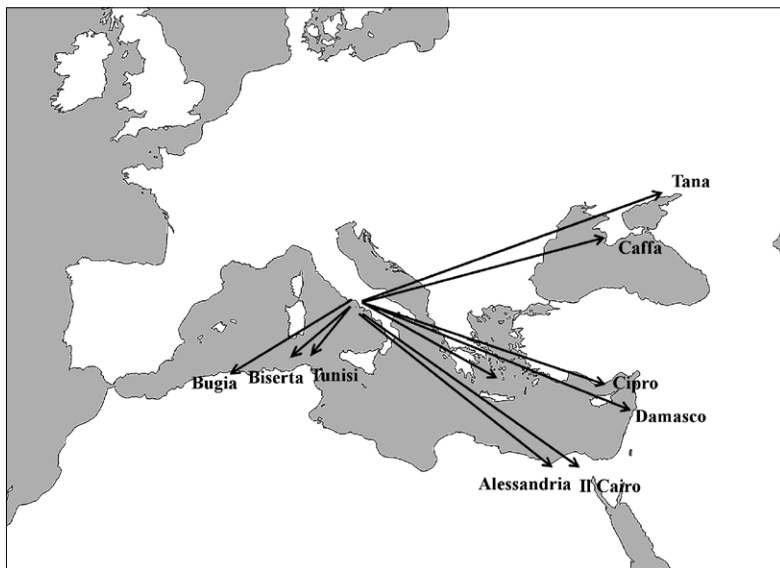 Tana
Caffa
Bugia
Biserta
Tunisi
Cipro
Damasco
Alessandria
Il Cairo